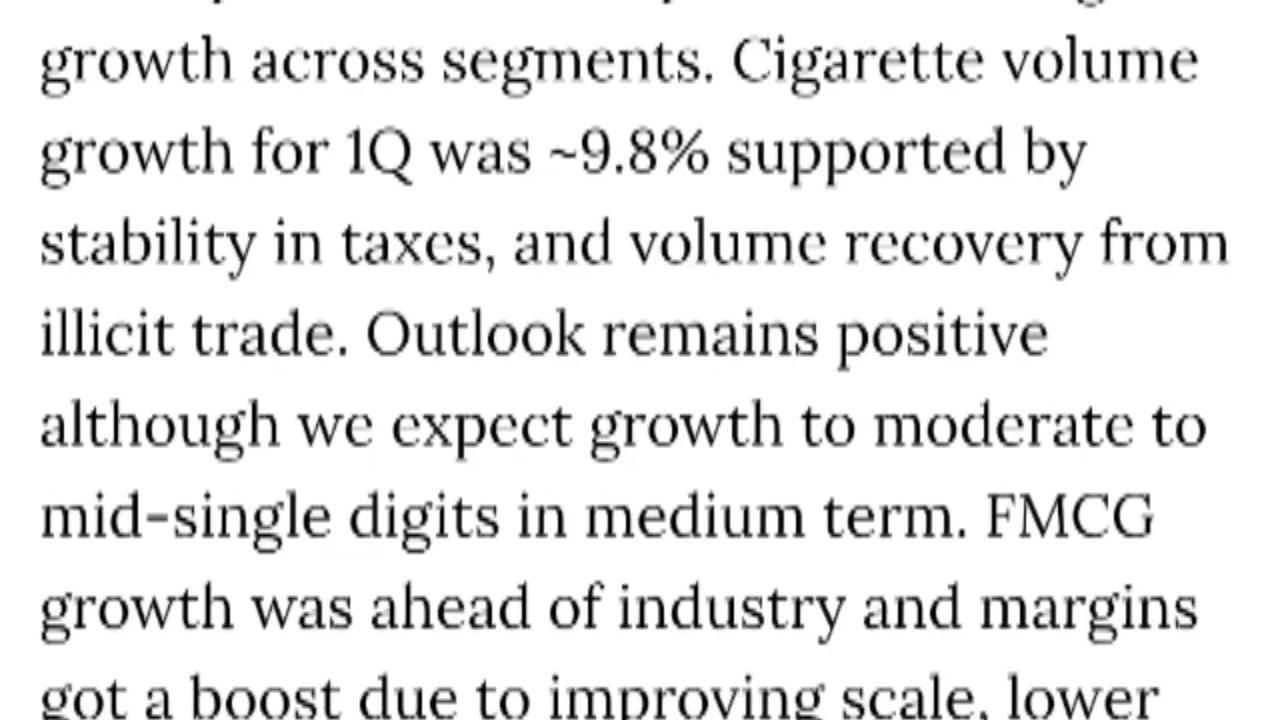 growth across segments. Cigarette volume
growth for 1Q was ~9.8% supported by
stability in taxes, and volume recovery from
illicit trade. Outlook remains positive
although we expect growth to moderate to
mid-single digits in medium term. FMCG
growth was ahead of industry and margins
got a boost due to improving scale, lower